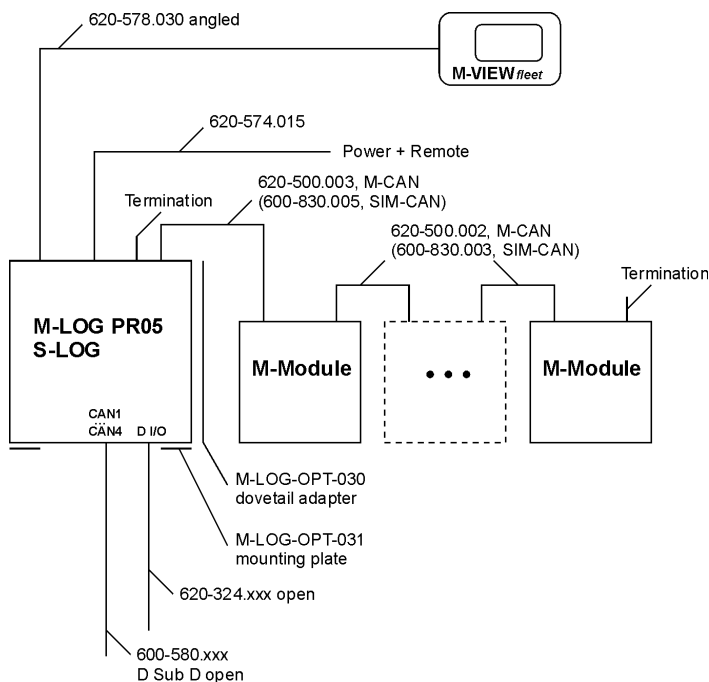 620-578.030 angled
M-VIEW fleet
620-574.015
Power + Remote
620-500.003, M-CAN
(600-830.005, SIM-CAN)
Termination
620-500.002, M-CAN
(600-830.003, SIM-CAN)
Termination
M-LOG PR05
S-LOG
M-Module
• • •
M-Module
CAN1
...
CAN4
D I/O
M-LOG-OPT-030
dovetail adapter
M-LOG-OPT-031
mounting plate
620-324.xxx open
600-580.xxx
D Sub D open